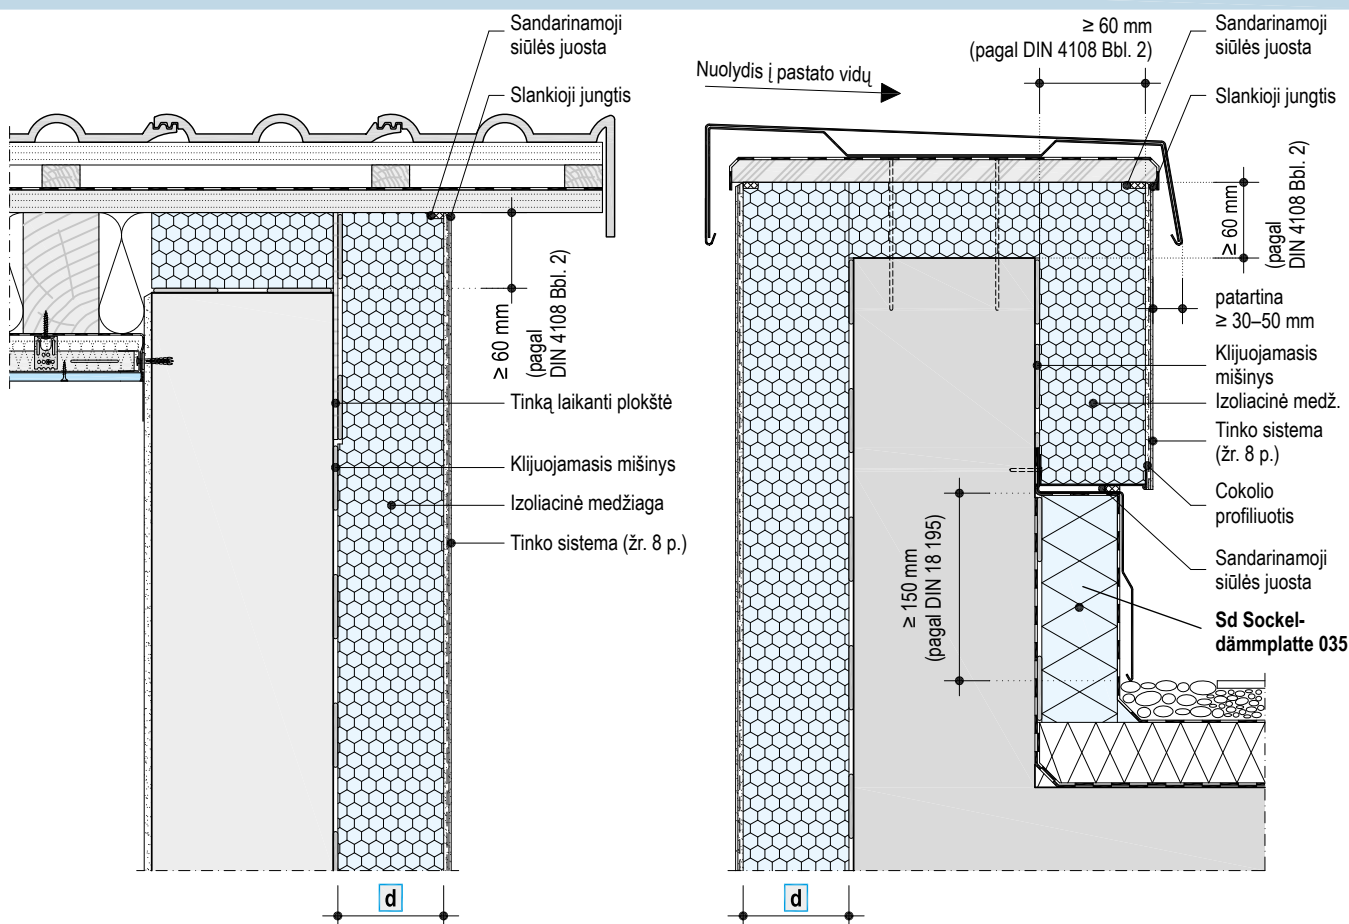 Sandarinamoji
siūlės juosta
Slankioji jungtis
≥ 60 mm
(pagal
DIN 4108 Bbl. 2)
Tinką laikanti plokštė
Klijuojamasis mišinys
Izoliacinė medžiaga
Tinko sistema (žr. 8 p.)
d
≥ 60 mm
(pagal DIN 4108 Bbl. 2)
Nuolydis į pastato vidų
Sandarinamoji
siūlės juosta
Slankioji jungtis
≥ 60 mm
(pagal
DIN 4108 Bbl. 2)
patartina
≥ 30–50 mm
Klijuojamasis
mišinys
Izoliacinė medž.
Tinko sistema
(žr. 8 p.)
Cokolio
profiliuotis
≥ 150 mm
(pagal DIN 18 195)
Sandarinamoji
siūlės juosta
Sd Sockel-
dämmplatte 035
d